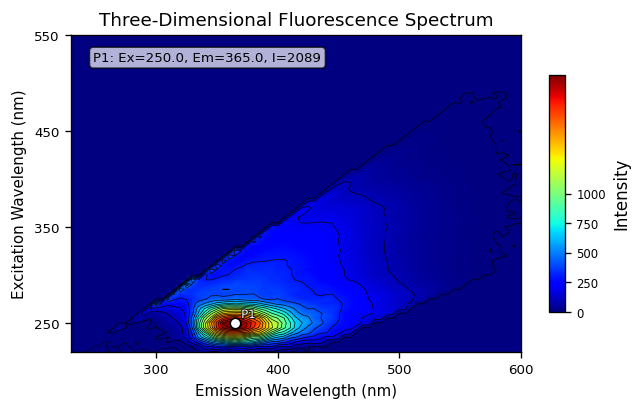 Three-Dimensional Fluorescence Spectrum
P1: Ex=250.0, Em=365.0, I=2089
P1
550
450
350
250
300
400
500
600
Excitation Wavelength (nm)
Emission Wavelength (nm)
1000
750
500
250
0
Intensity